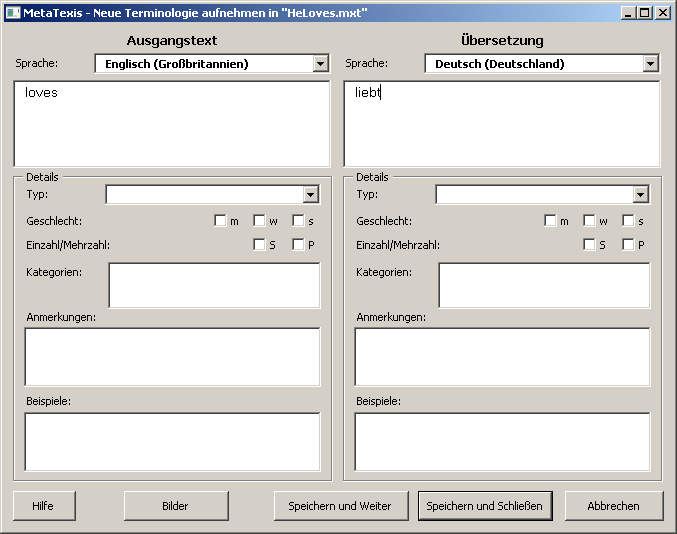 MetaTexis - Neue Terminologie aufnehmen in "HeLoves.mxt"
Ausgangstext
Übersetzung
Sprache: Englisch (Großbritannien)
Sprache: Deutsch (Deutschland)
loves
liebt
Details
Typ:
Geschlecht: m w s
Einzahl/Mehrzahl: S P
Kategorien:
Anmerkungen:
Beispiele:
Details
Typ:
Geschlecht: m w s
Einzahl/Mehrzahl: S P
Kategorien:
Anmerkungen:
Beispiele:
Hilfe Bilder Speichern und Weiter Speichern und Schließen Abbrechen